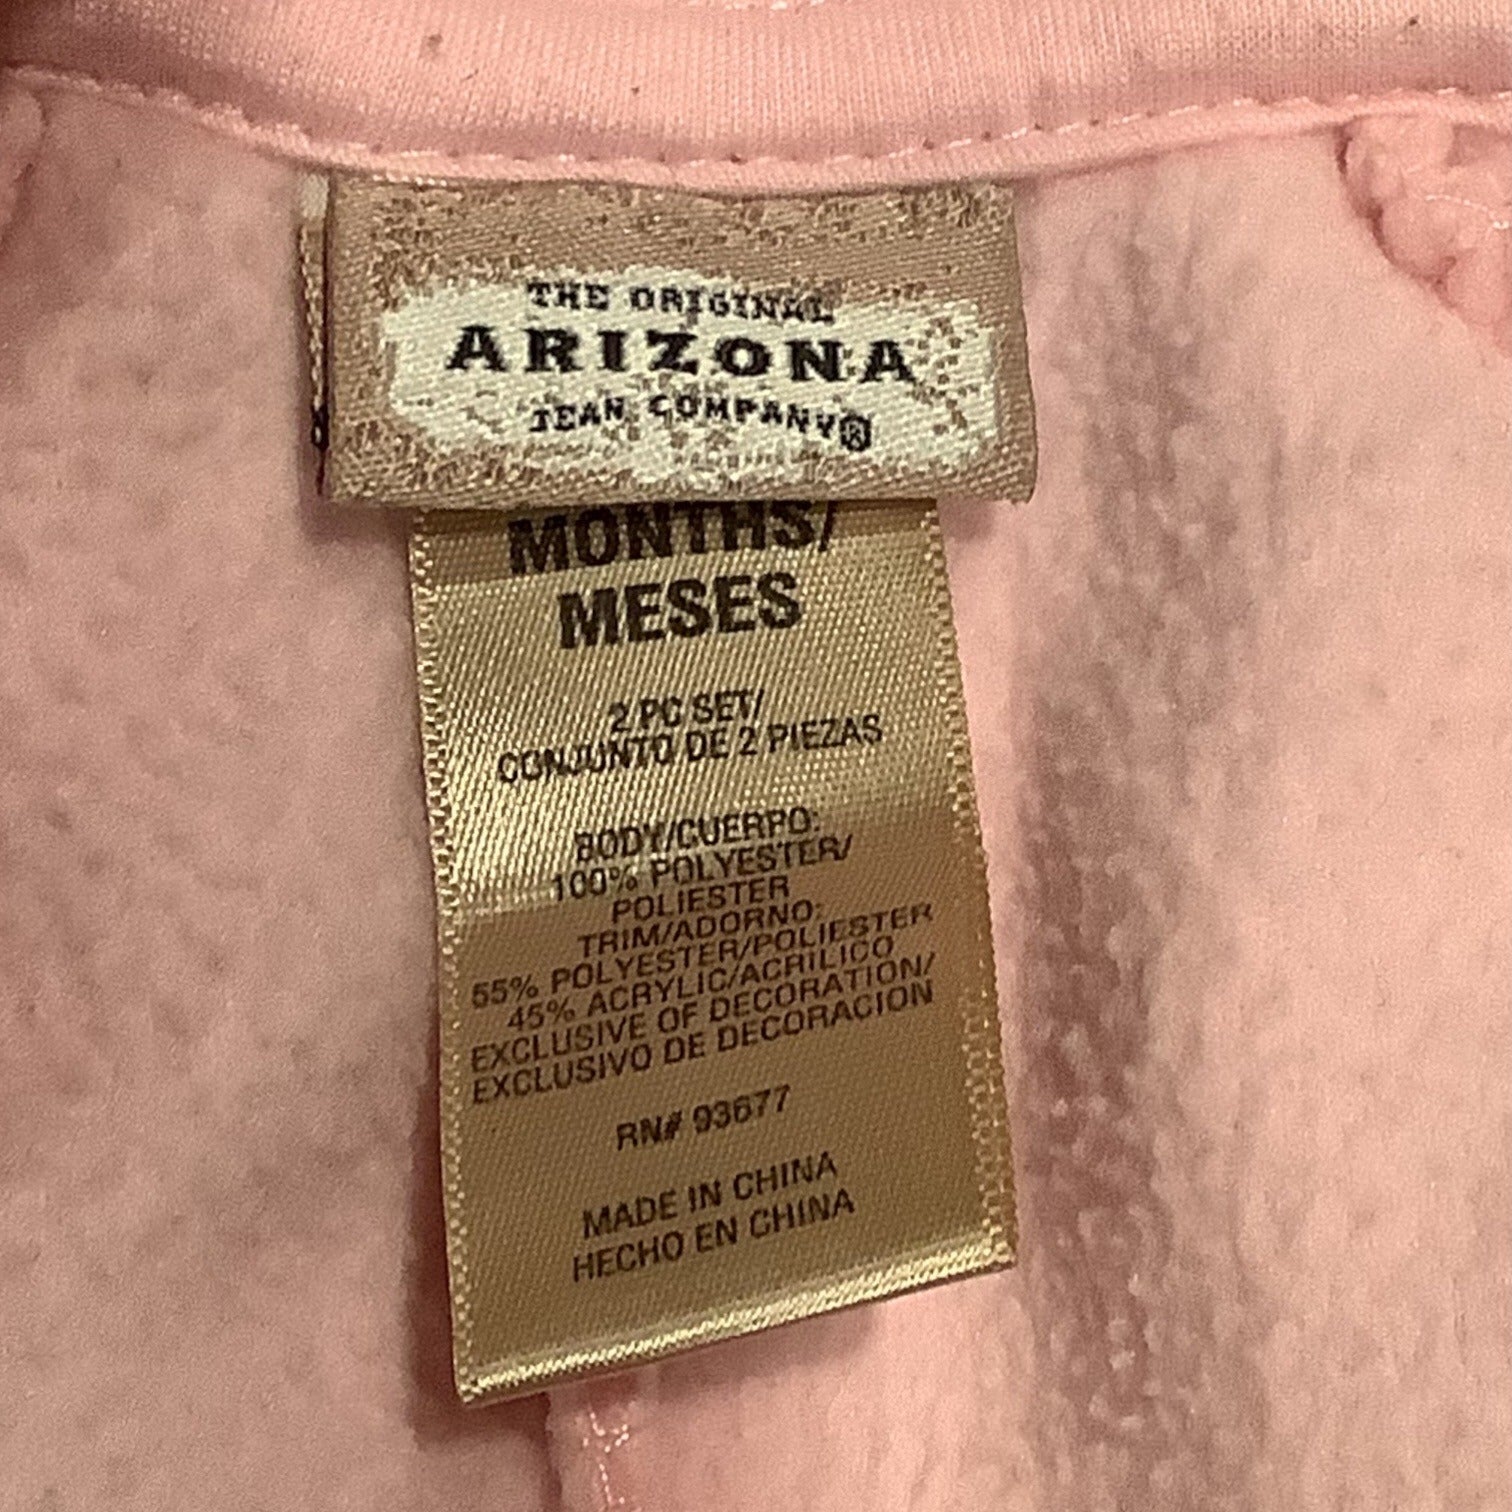 THE ORIGINAL
ARIZONA
JEAN COMPANY®
MONTHS/
MESES
2 PC SET/
CONJUNTO DE 2 PIEZAS
BODY/CUERPO:
100% POLYESTER/
POLIESTER
TRIM/ADORNO:
55% POLYESTER/POLIESTER
45% ACRYLIC/ACRILICO
EXCLUSIVE OF DECORATION/
EXCLUSIVO DE DECORACION
RN# 93677
MADE IN CHINA
HECHO EN CHINA